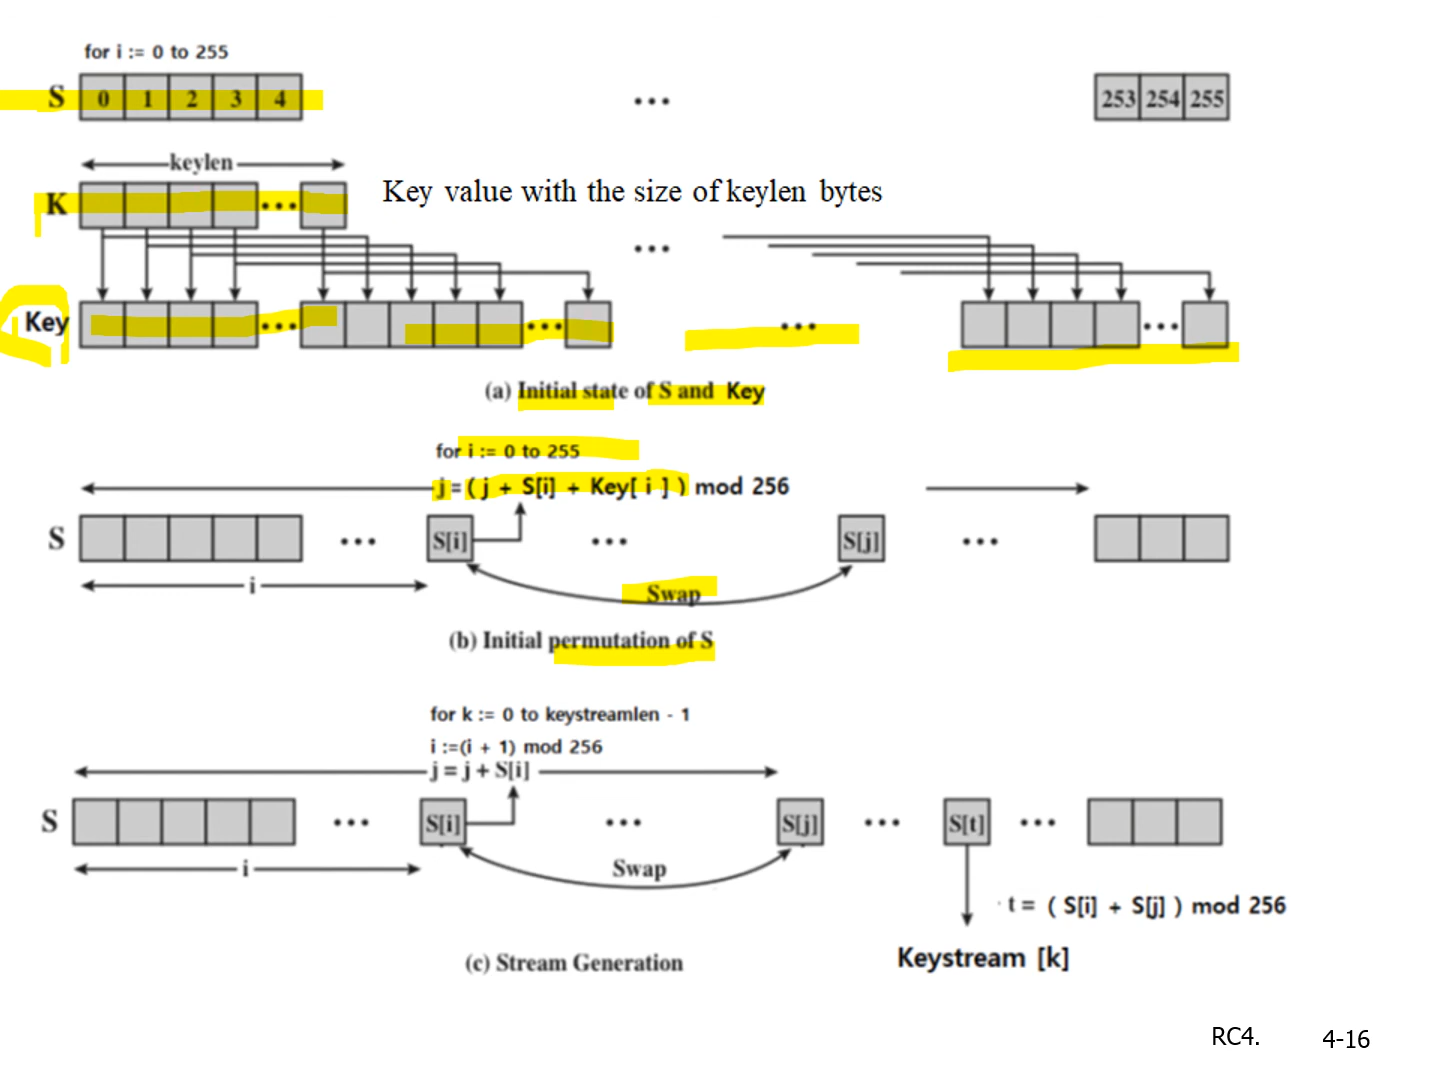 for i := 0 to 255
S 0 1 2 3 4 ... 253 254 255
keylen
K ... Key value with the size of keylen bytes
...
Key ... ... ... ...
(a) Initial state of S and Key
for i := 0 to 255
j = ( j + S[i] + Key[ i ] ) mod 256
S ... S[i] ... S[j] ...
i
Swap
(b) Initial permutation of S
for k := 0 to keystreamlen - 1
i :=(i + 1) mod 256
j = j + S[i]
S ... S[i] ... S[j] ... S[t] ...
i
Swap
t = ( S[i] + S[j] ) mod 256
Keystream [k]
(c) Stream Generation
RC4. 4-16